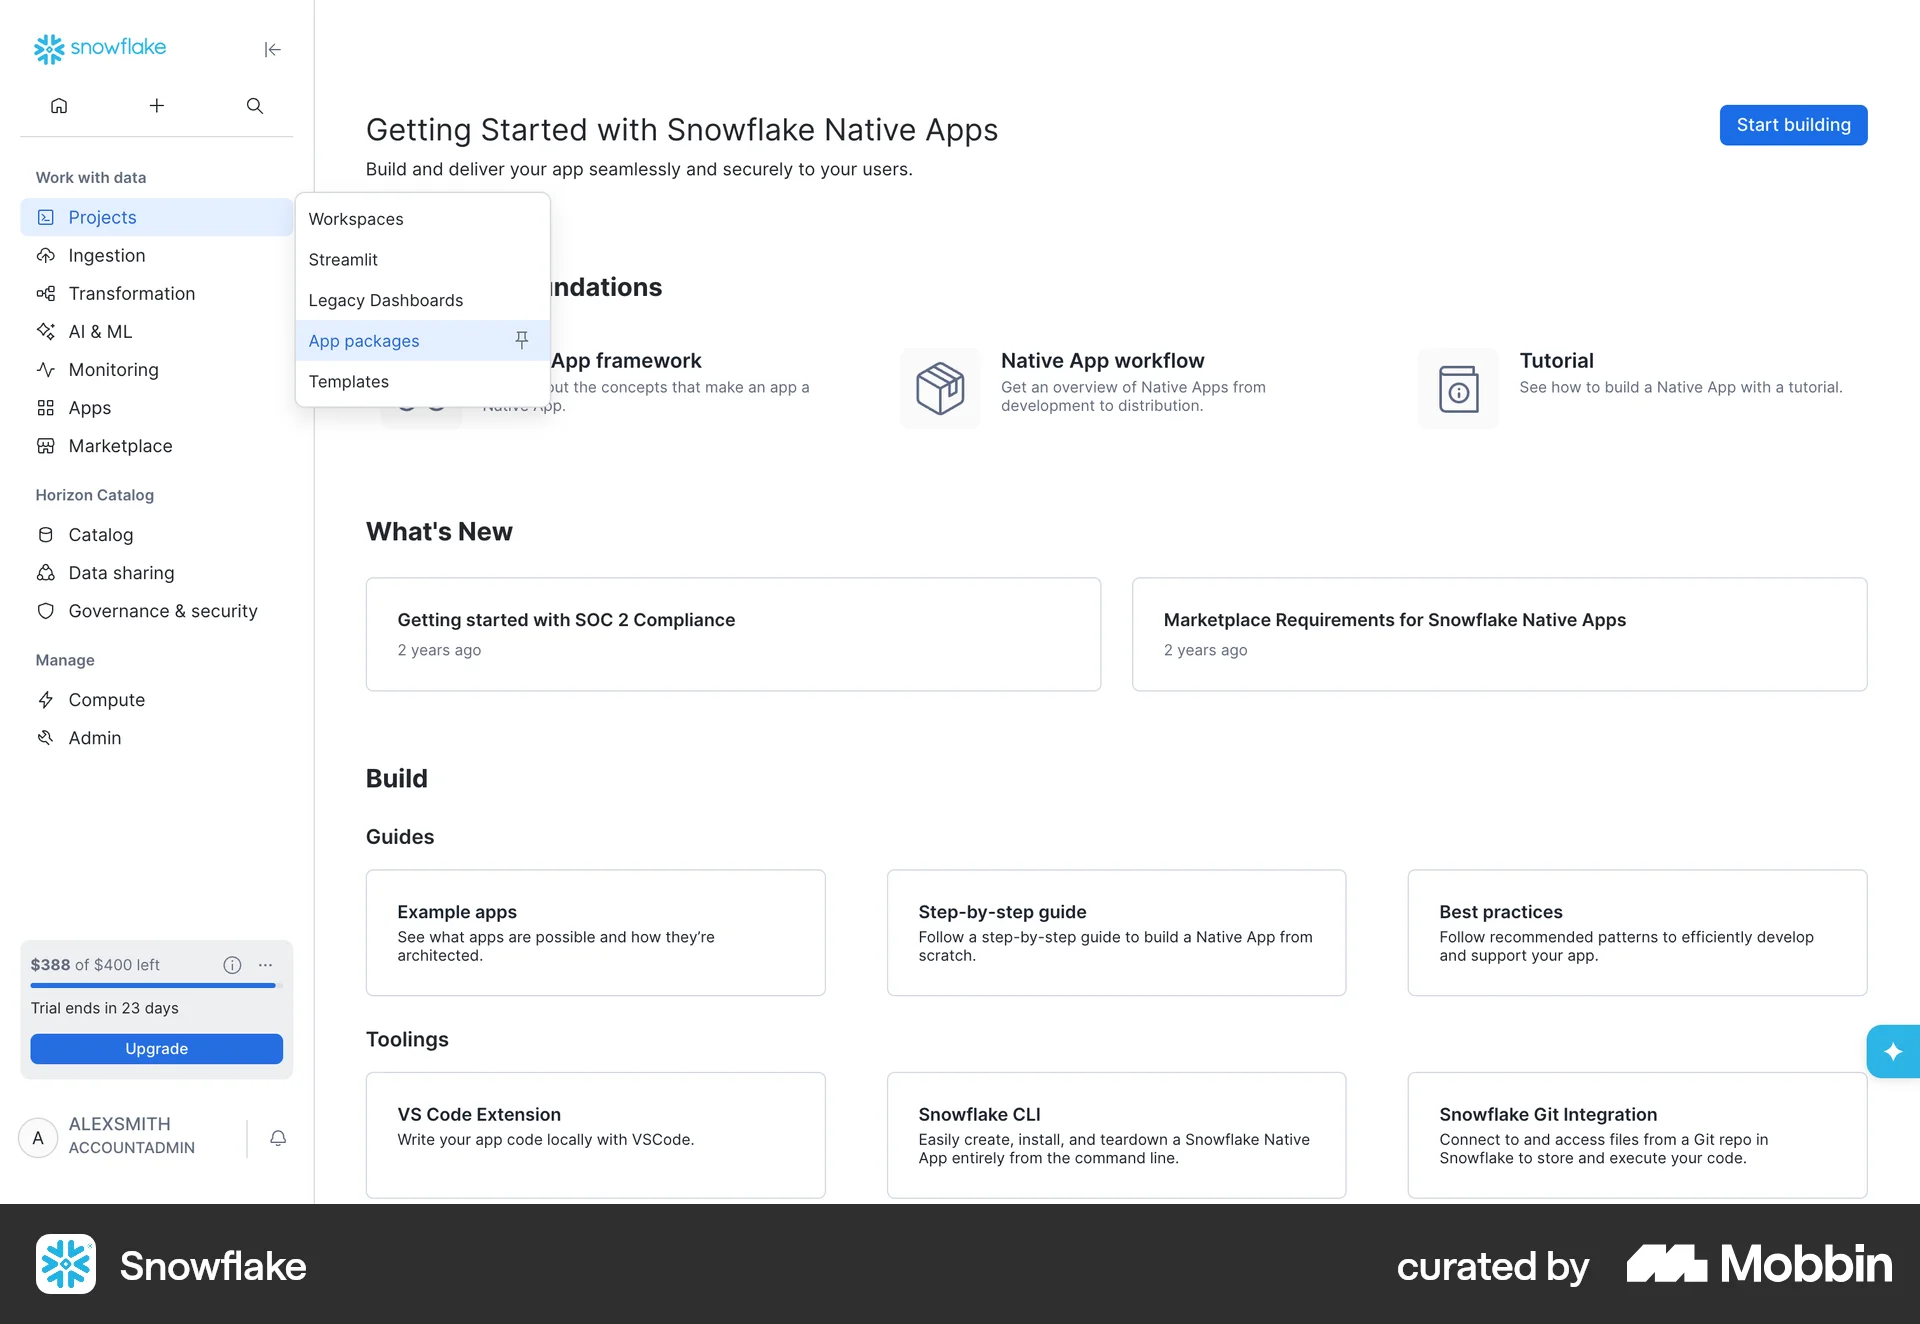 snowflake
Work with data
Projects
Ingestion
Transformation
AI & ML
Monitoring
Apps
Marketplace
Horizon Catalog
Catalog
Data sharing
Governance & security
Manage
Compute
Admin
$388 of $400 left
Trial ends in 23 days
Upgrade
A
ALEXSMITH
ACCOUNTADMIN
Workspaces
Streamlit
Legacy Dashboards
App packages
Templates
Getting Started with Snowflake Native Apps
Build and deliver your app seamlessly and securely to your users.
Start building
App framework
the concepts that make an app a
Native App.
Native App workflow
Get an overview of Native Apps from
development to distribution.
Tutorial
See how to build a Native App with a tutorial.
What's New
Getting started with SOC 2 Compliance
2 years ago
Marketplace Requirements for Snowflake Native Apps
2 years ago
Build
Guides
Example apps
See what apps are possible and how they’re
architected.
Step-by-step guide
Follow a step-by-step guide to build a Native App from
scratch.
Best practices
Follow recommended patterns to efficiently develop
and support your app.
Toolings
VS Code Extension
Write your app code locally with VSCode.
Snowflake CLI
Easily create, install, and teardown a Snowflake Native
App entirely from the command line.
Snowflake Git Integration
Connect to and access files from a Git repo in
Snowflake to store and execute your code.
Snowflake
curated by
Mobbin